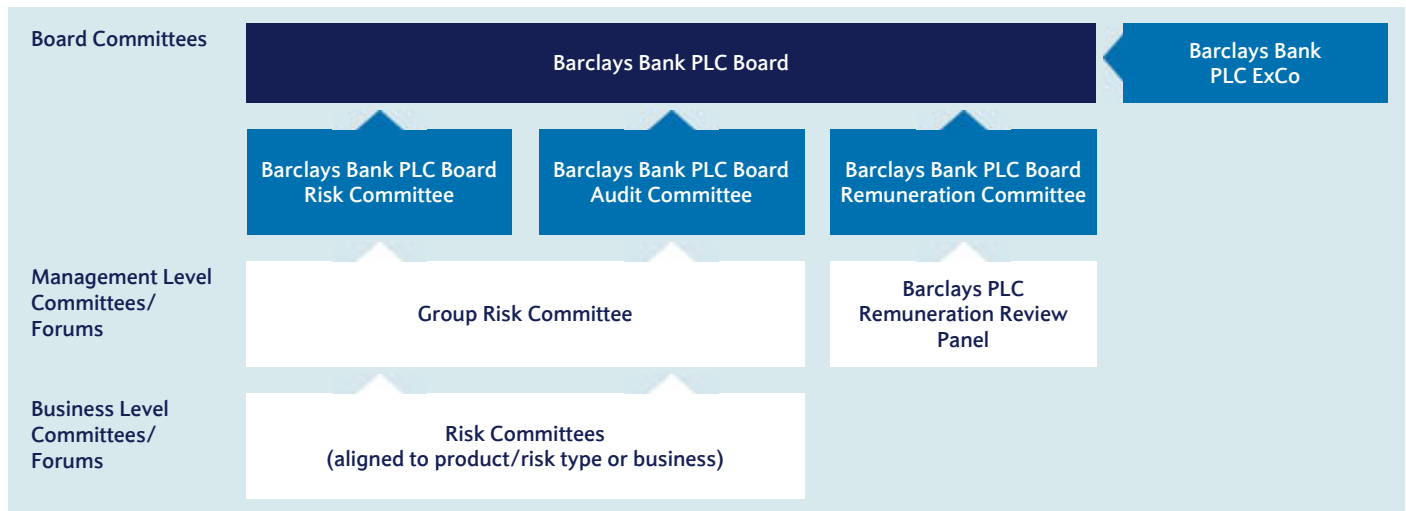 Board Committees
Barclays Bank PLC Board
Barclays Bank
PLC ExCo
Barclays Bank PLC Board
Risk Committee
Barclays Bank PLC Board
Audit Committee
Barclays Bank PLC Board
Remuneration Committee
Management Level
Committees/
Forums
Group Risk Committee
Barclays PLC
Remuneration Review
Panel
Business Level
Committees/
Forums
Risk Committees
(aligned to product/risk type or business)